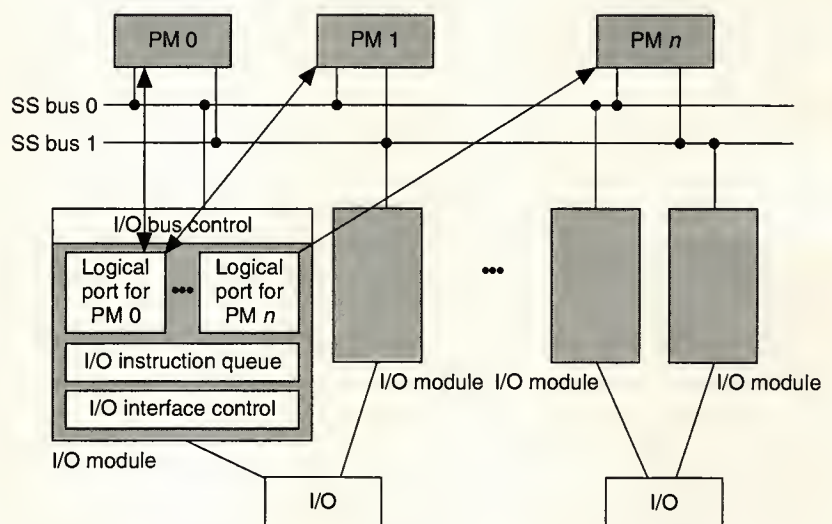 PM 0
PM 1
PM n
SS bus 0
SS bus 1
I/O bus control
Logical
port for
PM 0
•••
Logical
port for
PM n
•••
I/O instruction queue
I/O interface control
I/O module
I/O module
I/O module
I/O module
I/O
I/O